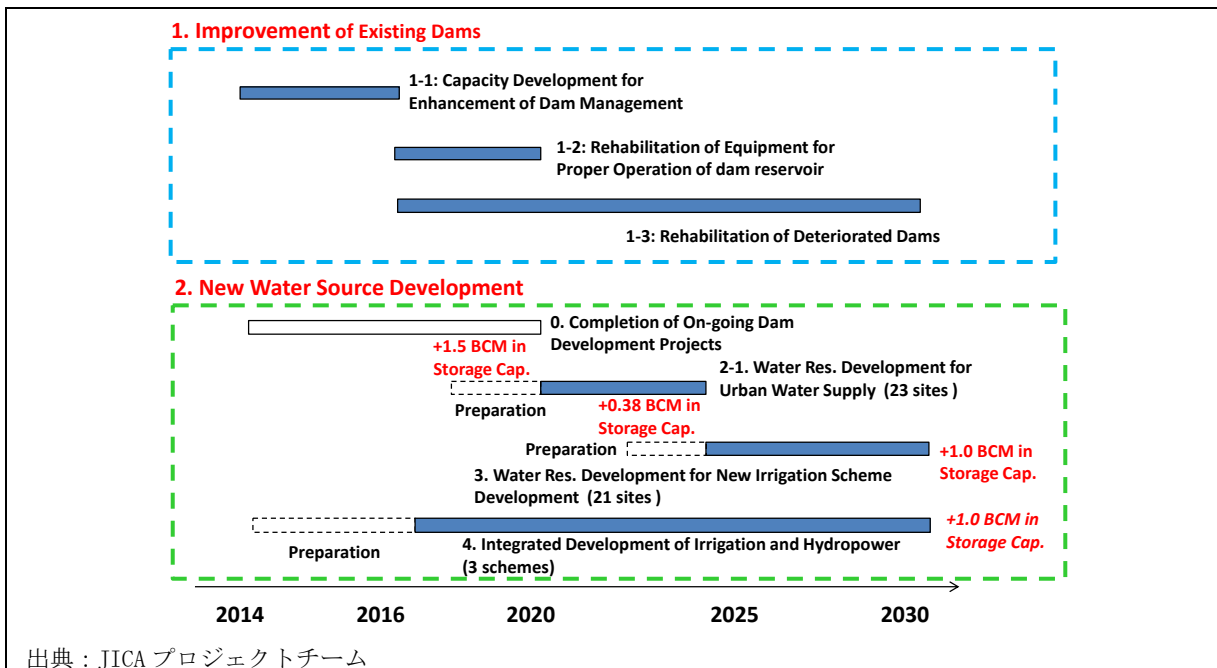 1. Improvement of Existing Dams
1-1: Capacity Development for
Enhancement of Dam Management
1-2: Rehabilitation of Equipment for
Proper Operation of dam reservoir
1-3: Rehabilitation of Deteriorated Dams
2. New Water Source Development
0. Completion of On-going Dam
Development Projects
+1.5 BCM in
Storage Cap.
2-1. Water Res. Development for
Urban Water Supply (23 sites )
Preparation
+0.38 BCM in
Storage Cap.
Preparation
+1.0 BCM in
Storage Cap.
3. Water Res. Development for New Irrigation Scheme
Development (21 sites )
+1.0 BCM in
Storage Cap.
Preparation
4. Integrated Development of Irrigation and Hydropower
(3 schemes)
2014 2016 2020 2025 2030
出典：JICA プロジェクトチーム